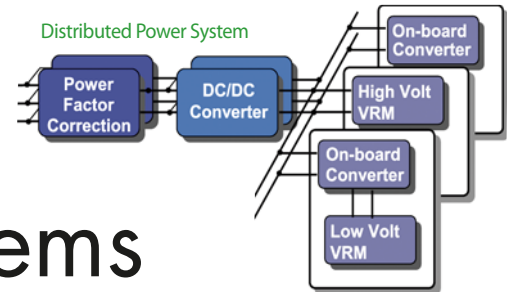 Distributed Power System
Power
Factor
Correction
DC/DC
Converter
On-board
Converter
High Volt
VRM
On-board
Converter
Low Volt
VRM
ems